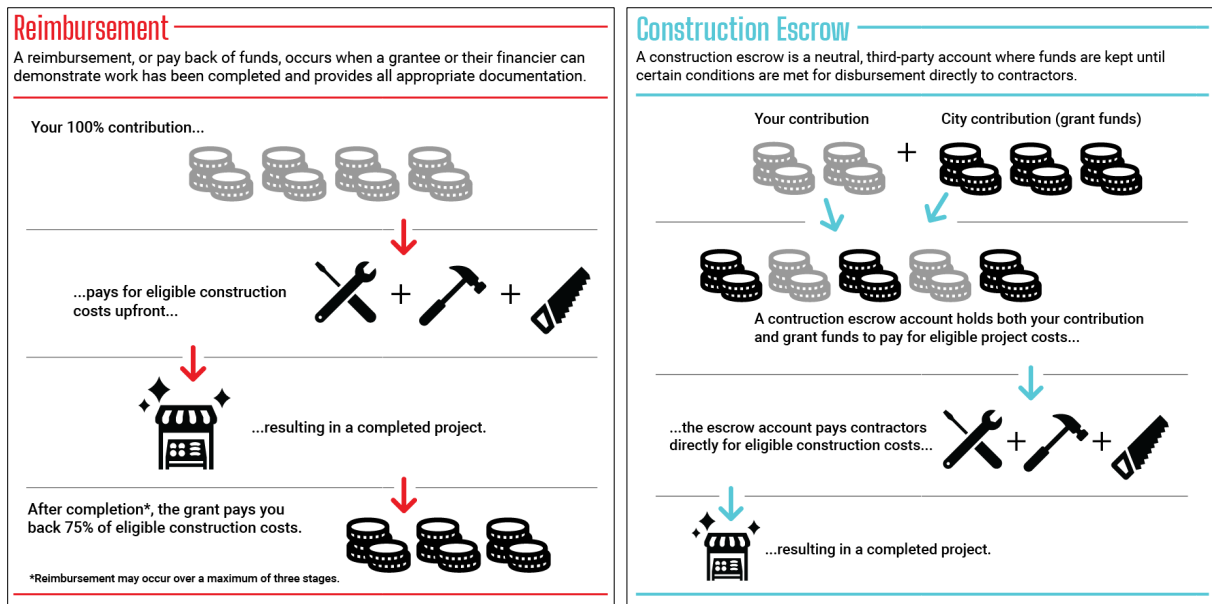 Reimbursement
A reimbursement, or pay back of funds, occurs when a grantee or their financier can
demonstrate work has been completed and provides all appropriate documentation.
Your 100% contribution...
...pays for eligible construction
costs upfront...
+
+
...resulting in a completed project.
After completion*, the grant pays you
back 75% of eligible construction costs.
*Reimbursement may occur over a maximum of three stages.
Construction Escrow
A construction escrow is a neutral, third-party account where funds are kept until
certain conditions are met for disbursement directly to contractors.
Your contribution
+
City contribution (grant funds)
A contruction escrow account holds both your contribution
and grant funds to pay for eligible project costs...
...the escrow account pays contractors
directly for eligible construction costs...
+
+
...resulting in a completed project.